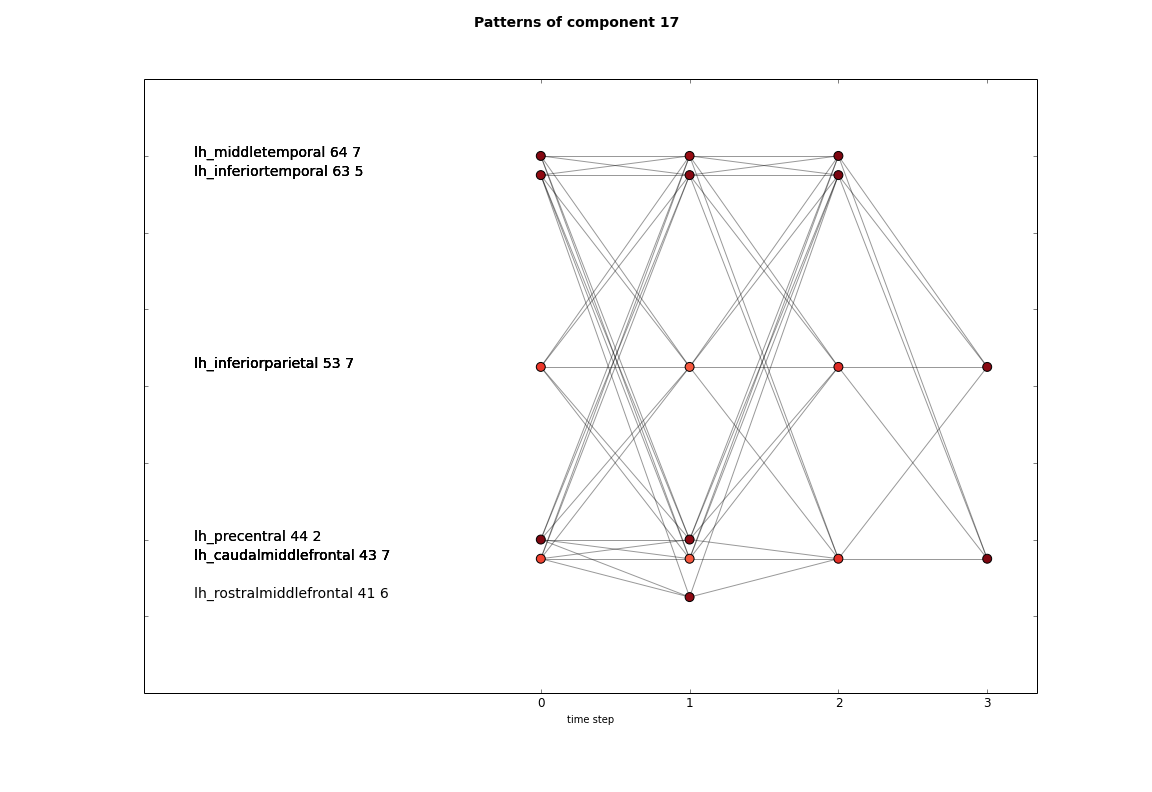 Patterns of component 17
lh_middletemporal 64 7
lh_inferiortemporal 63 5
lh_inferiorparietal 53 7
lh_precentral 44 2
lh_caudalmiddlefrontal 43 7
lh_rostralmiddlefrontal 41 6
0 1 2 3
time step